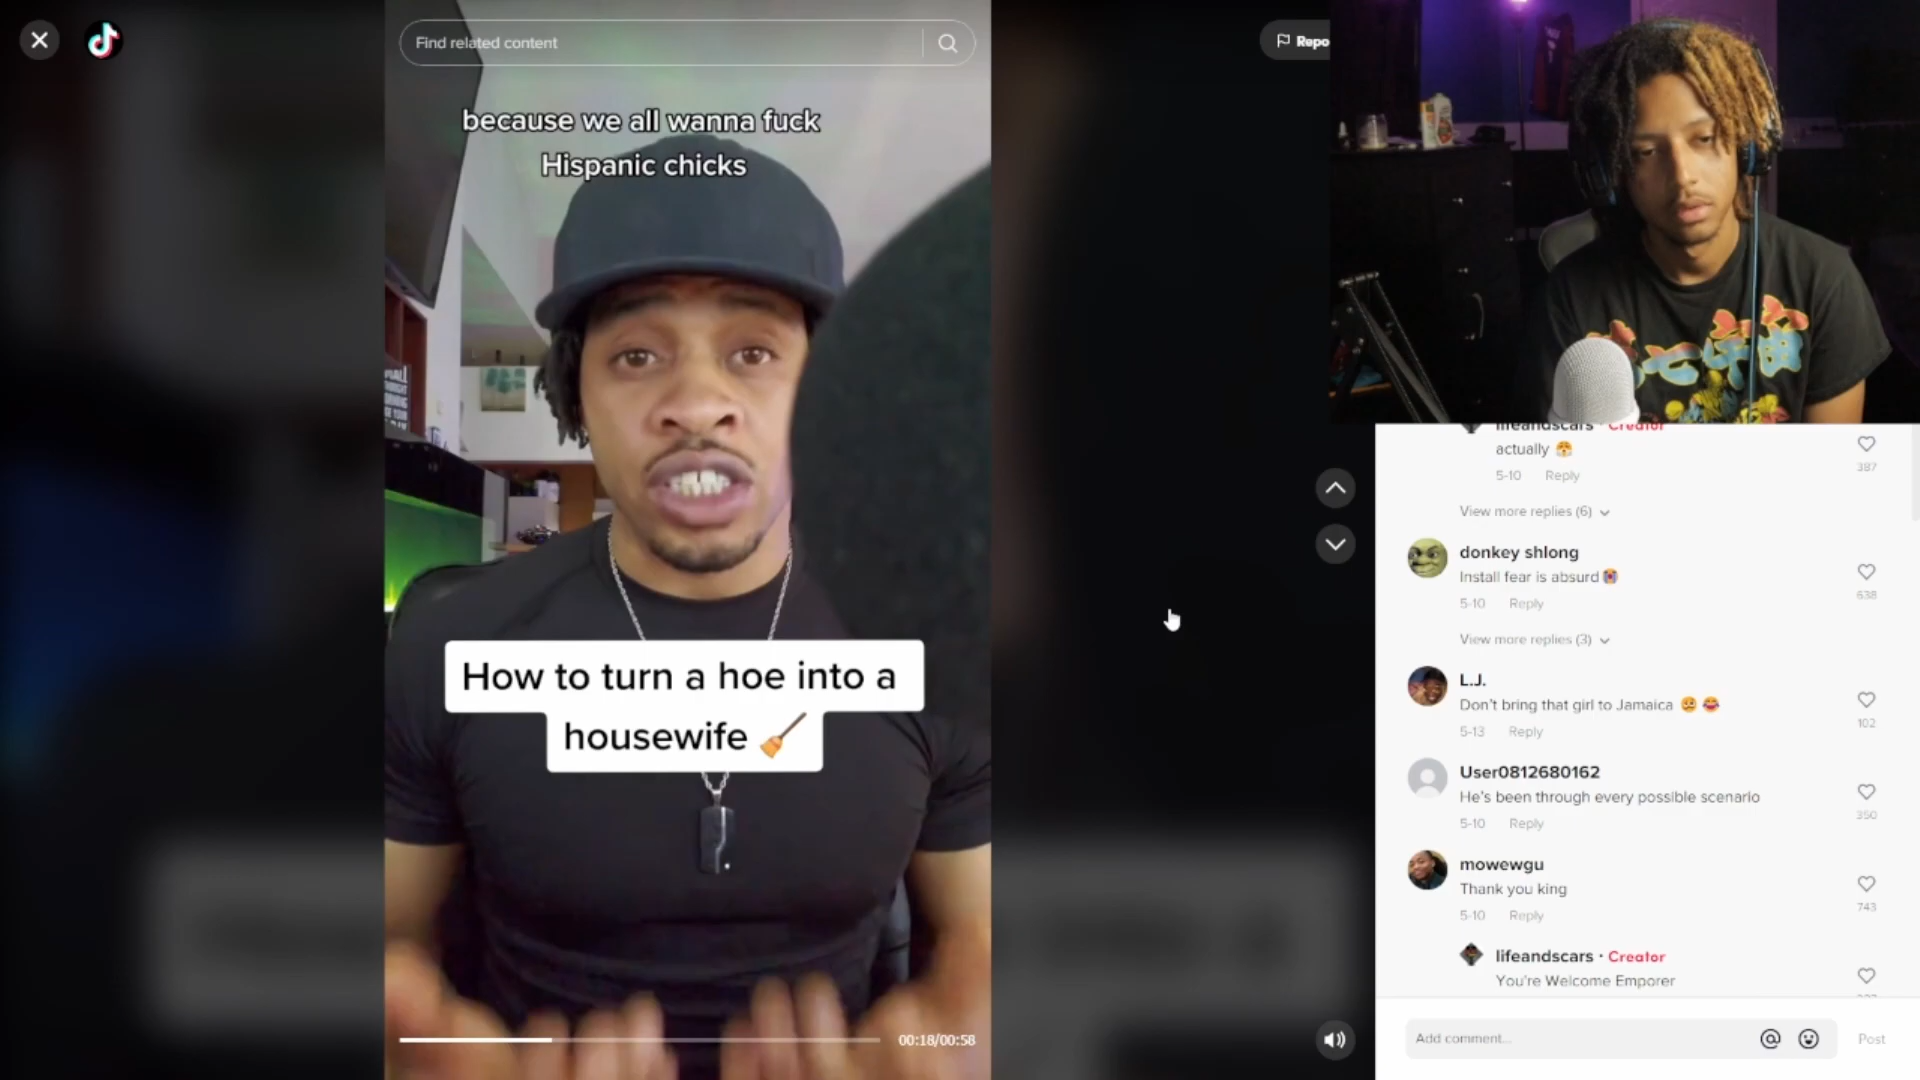 Find related content
Repo
because we all wanna fuck
Hispanic chicks
How to turn a hoe into a
housewife 🧹
00:18/00:58
lifeandscars · Creator
actually 😤
387
5-10 Reply
View more replies (6)
donkey shlong
Install fear is absurd 😭
638
5-10 Reply
View more replies (3)
L.J.
Don't bring that girl to Jamaica 🥴 😂
102
5-13 Reply
User0812680162
He's been through every possible scenario
350
5-10 Reply
mowewgu
Thank you king
743
5-10 Reply
lifeandscars · Creator
You're Welcome Emporer
Add comment...
Post